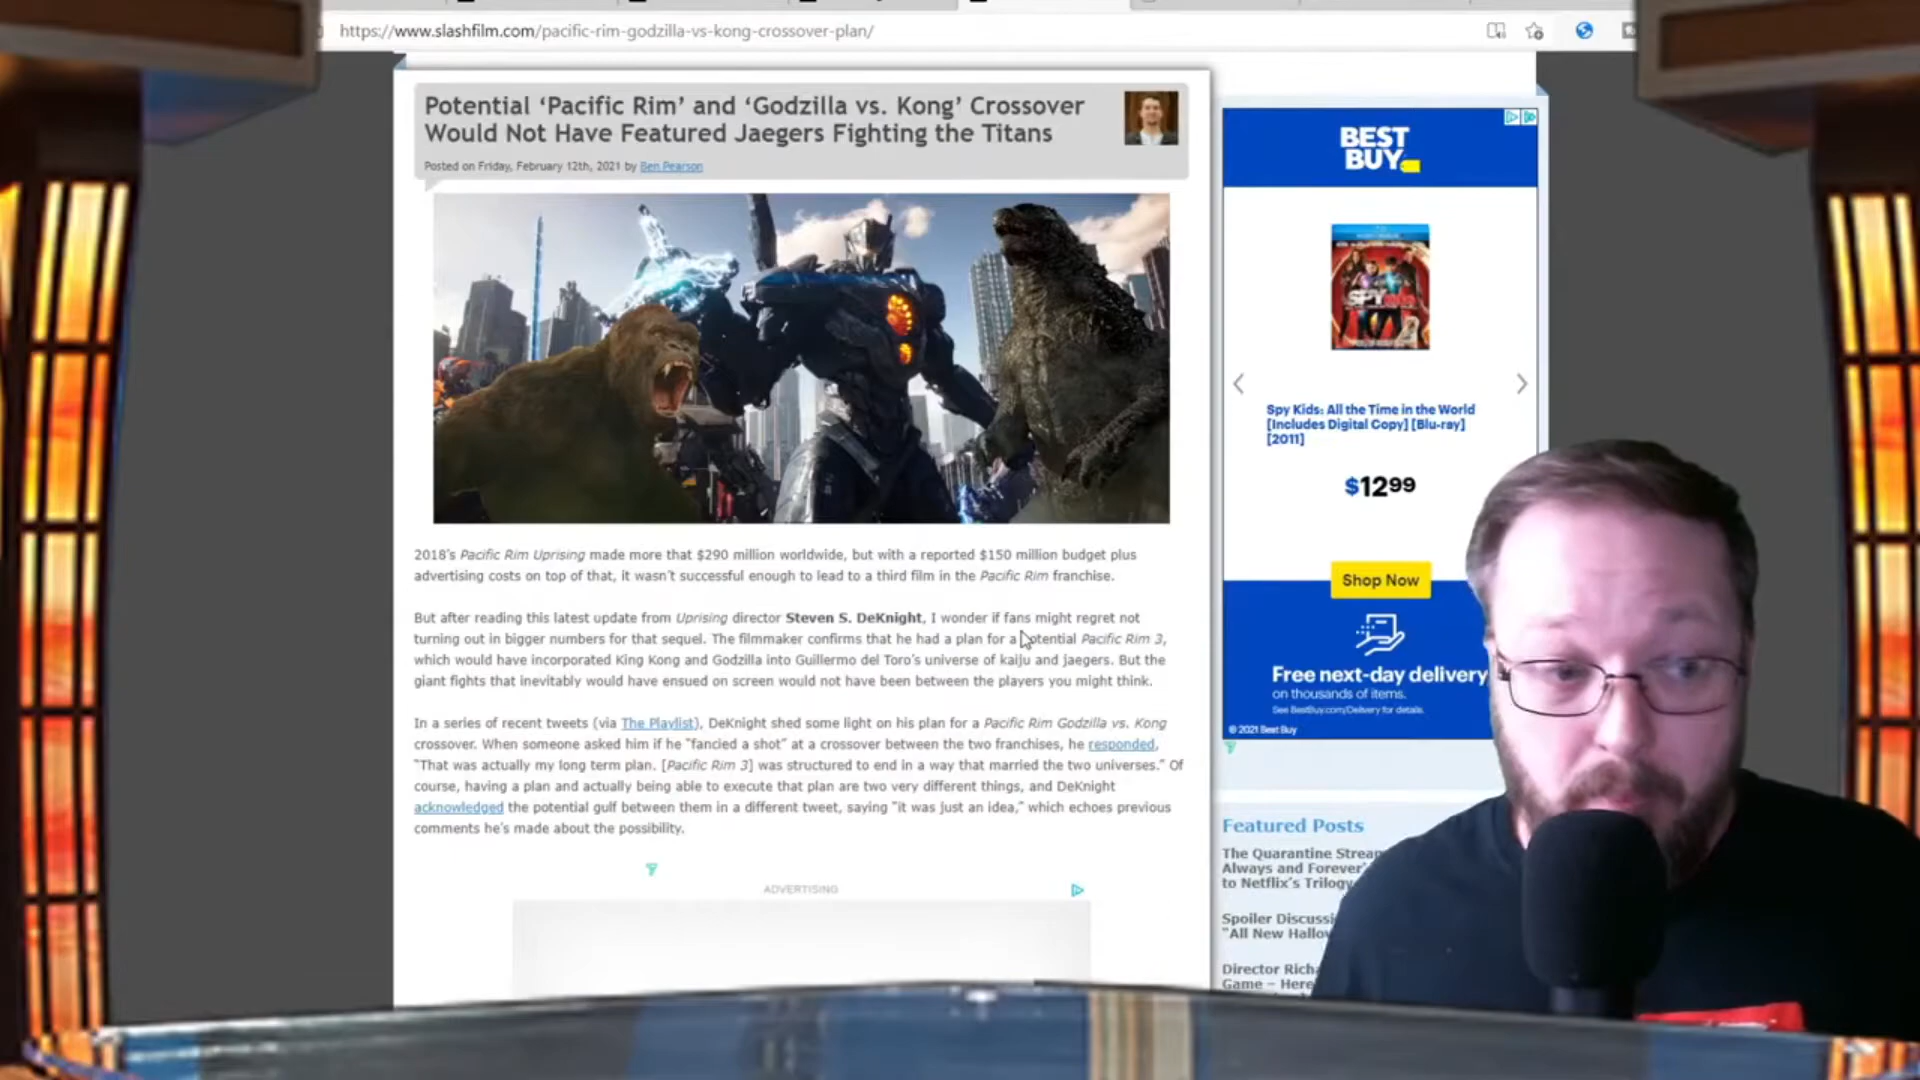 https://www.slashfilm.com/pacific-rim-godzilla-vs-kong-crossover-plan/
Potential ‘Pacific Rim’ and ‘Godzilla vs. Kong’ Crossover
Would Not Have Featured Jaegers Fighting the Titans
Posted on Friday, February 12th, 2021 by Ben Pearson
2018's Pacific Rim Uprising made more that $290 million worldwide, but with a reported $150 million budget plus
advertising costs on top of that, it wasn't successful enough to lead to a third film in the Pacific Rim franchise.
But after reading this latest update from Uprising director Steven S. DeKnight, I wonder if fans might regret not
turning out in bigger numbers for that sequel. The filmmaker confirms that he had a plan for a potential Pacific Rim 3,
which would have incorporated King Kong and Godzilla into Guillermo del Toro's universe of kaiju and jaegers. But the
giant fights that inevitably would have ensued on screen would not have been between the players you might think.
In a series of recent tweets (via The Playlist), DeKnight shed some light on his plan for a Pacific Rim Godzilla vs. Kong
crossover. When someone asked him if he “fancied a shot” at a crossover between the two franchises, he responded,
“That was actually my long term plan. [Pacific Rim 3] was structured to end in a way that married the two universes.” Of
course, having a plan and actually being able to execute that plan are two very different things, and DeKnight
acknowledged the potential gulf between them in a different tweet, saying “it was just an idea,” which echoes previous
comments he's made about the possibility.
ADVERTISING
BEST
BUY
SPY
Spy Kids: All the Time in the World
[Includes Digital Copy] [Blu-ray]
[2011]
$1299
Shop Now
Free next-day delivery
on thousands of items.
See BestBuy.com/Delivery for details.
© 2021 Best Buy
Featured Posts
The Quarantine Stream
Always and Forever'
to Netflix's Trilogy
Spoiler Discussi
"All New Hallow
Director Richa
Game – Here